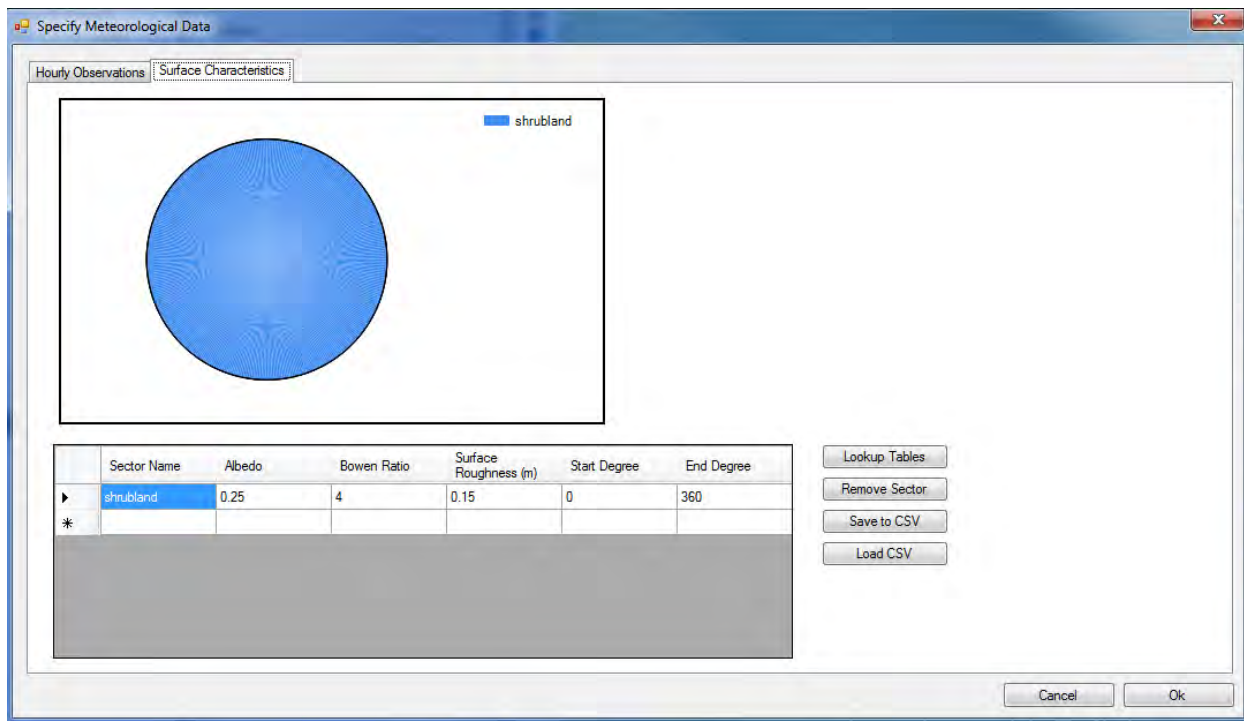 Specify Meteorological Data
Hourly Observations Surface Characteristics
shrubland
Sector Name Albedo Bowen Ratio Surface Roughness (m) Start Degree End Degree
shrubland 0.25 4 0.15 0 360
Lookup Tables
Remove Sector
Save to CSV
Load CSV
Cancel Ok